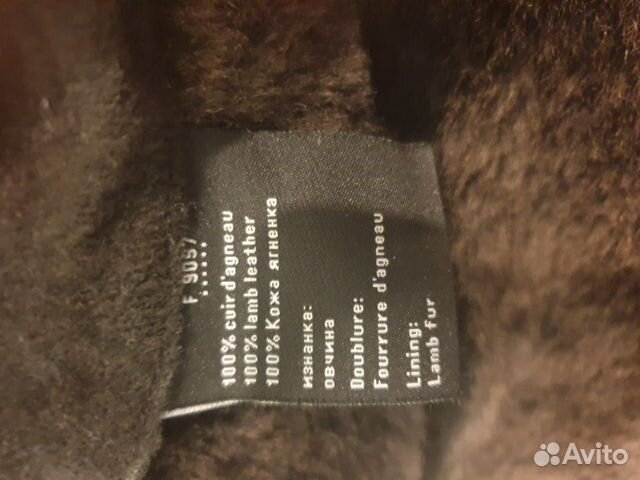 F 9057
100% cuir d'agneau
100% lamb leather
100% Кожа ягненка
изнанка:
овчина
Doublure:
Fourrure d'agneau
Lining:
Lamb fur
Avito